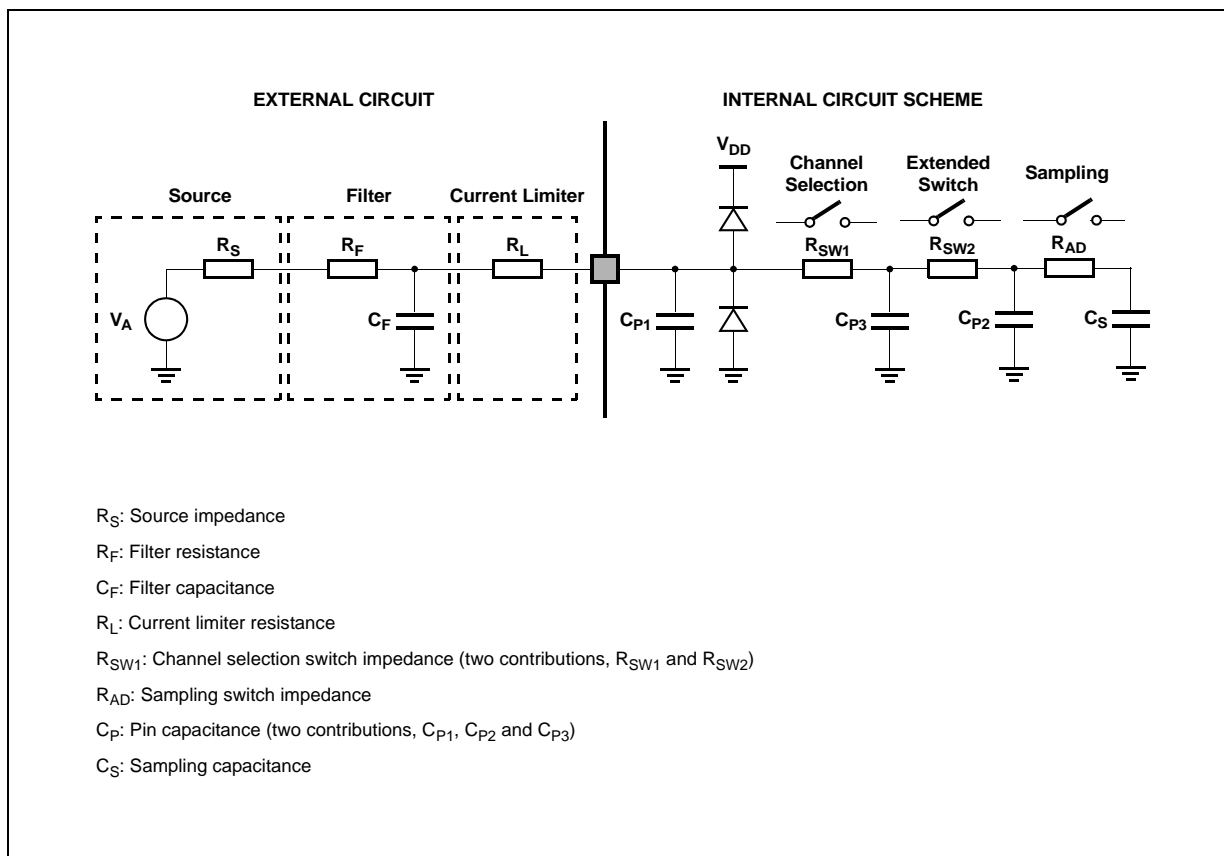 EXTERNAL CIRCUIT
INTERNAL CIRCUIT SCHEME
VDD
Channel
Selection
Extended
Switch
Sampling
Source
Filter
Current Limiter
RS
RF
RL
RSW1
RSW2
RAD
VA
CF
CP1
CP3
CP2
CS
RS: Source impedance
RF: Filter resistance
CF: Filter capacitance
RL: Current limiter resistance
RSW1: Channel selection switch impedance (two contributions, RSW1 and RSW2)
RAD: Sampling switch impedance
CP: Pin capacitance (two contributions, CP1, CP2 and CP3)
CS: Sampling capacitance